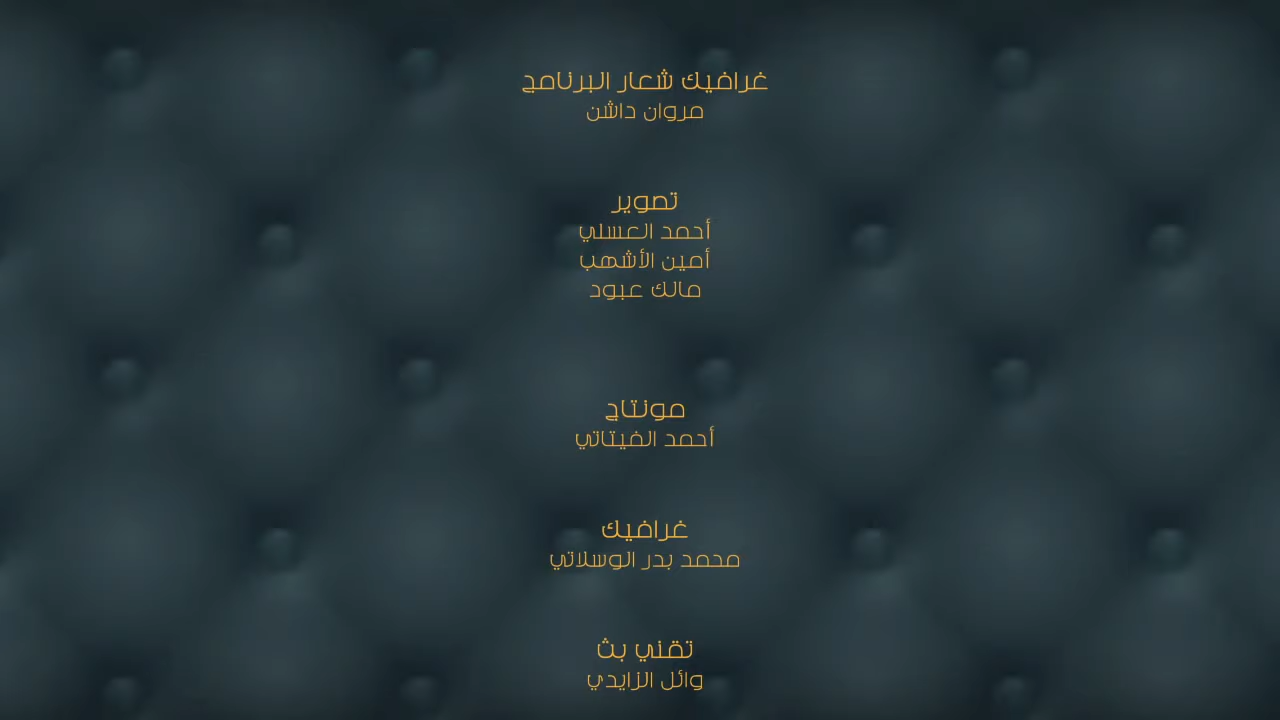 غرافيك شعار البرنامج
مروان داشن
تصوير
أحمد العسلي
أمين الأشهب
مالك عبود
مونتاج
أحمد الفيتاتي
غرافيك
محمد بدر الوسلاتي
تقني بث
وائل الزايدي